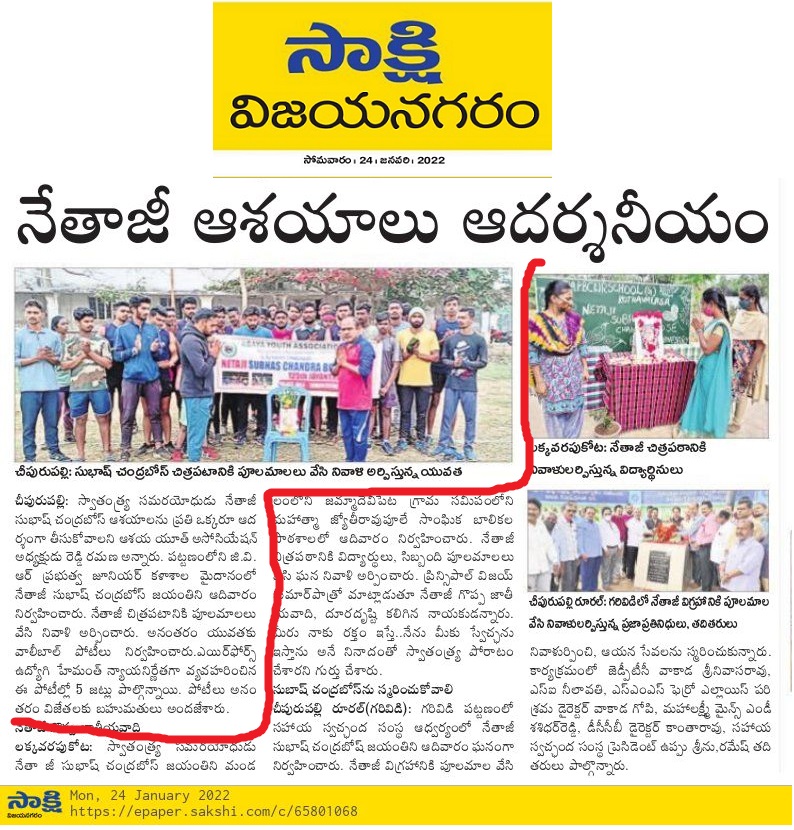 సాక్షి
విజయనగరం
సోమవారం 24 జనవరి 2022
నేతాజీ ఆశయాలు ఆదర్శనీయం
ASAYA YOUTH ASSOCIATION
NETAJI SUBHAS CHANDRA
NETAJI
చీపురుపల్లి: సుభాష్ చంద్రబోస్ చిత్రపటానికి పూలమాలలు వేసి నివాళి అర్పిస్తున్న యువత
లక్కవరపుకోట: నేతాజీ చిత్రపఠానికి
నివాళులర్పిస్తున్న విద్యార్థినులు
చీపురుపల్లి: స్వాతంత్ర్య సమరయోధుడు నేతాజీ
సుభాష్ చంద్రబోస్ ఆశయాలను ప్రతి ఒక్కరూ ఆద
ర్శంగా తీసుకోవాలని ఆశయ యూత్ అసోసియేషన్
అధ్యక్షుడు రెడ్డి రమణ అన్నారు. పట్టణంలోని జి.వి.
ఆర్ ప్రభుత్వ జూనియర్ కళాశాల మైదానంలో
నేతాజీ సుభాష్ చంద్రబోస్ జయంతిని ఆదివారం
నిర్వహించారు. నేతాజీ చిత్రపటానికి పూలమాలలు
వేసి నివాళి అర్పించారు. అనంతరం యువతకు
వాలీబాల్ పోటీలు నిర్వహించారు.ఎయిర్‌ఫోర్స్
ఉద్యోగి హేమంత్ న్యాయనిర్ణేతగా వ్యవహరించిన
ఈ పోటీల్లో 5 జట్లు పాల్గొన్నాయి. పోటీలు అనం
తరం విజేతలకు బహుమతులు అందజేశారు.
లక్కవరపుకోట: స్వాతంత్ర్య సమరయోధుడు
నేతా జీ సుభాష్ చంద్రబోస్ జయంతిని మండ
లంలోని జమ్మాదేవిపేట గ్రామ సమీపంలోని
మహాత్మా జ్యోతీరావుపూలే సాంఘిక బాలికల
పాఠశాలలో ఆదివారం నిర్వహించారు. నేతాజీ
చిత్రపఠానికి విద్యార్థులు, సిబ్బంది పూలమాలలు
వేసి ఘన నివాళి అర్పించారు. ప్రిన్సిపాల్ విజయ్
కుమార్‌పాత్రో మాట్లాడుతూ నేతాజీ గొప్ప జాతీ
యవాది, దూరదృష్టి కలిగిన నాయకుడన్నారు.
మీరు నాకు రక్తం ఇస్తే..నేను మీకు స్వేచ్ఛను
ఇస్తాను అనే నినాదంతో స్వాతంత్ర్య పోరాటం
చేశారని గుర్తు చేశారు.
సుబాష్ చంద్రబోస్‌ను స్మరించుకోవాలి
చీపురుపల్లి రూరల్(గరివిడి): గరివిడి పట్టణంలో
సహాయ స్వచ్ఛంద సంస్థ ఆధ్వర్యంలో నేతాజీ
సుభాష్ చంద్రబోష్ జయంతిని ఆదివారం ఘనంగా
నిర్వహించారు. నేతాజీ విగ్రహానికి పూలమాల వేసి
చీపురుపల్లి రూరల్: గరివిడిలో నేతాజీ విగ్రహానికి పూలమాల
వేసి నివాళులర్పిస్తున్న ప్రజాప్రతినిధులు, తదితరులు
నివాళుర్పించి, ఆయన సేవలను స్మరించుకున్నారు.
కార్యక్రమంలో జెడ్పీటీసీ వాకాడ శ్రీనివాసరావు,
ఎస్ఐ నీలావతి, ఎస్ఎంఎస్ ఫెర్రో ఎల్లాయిస్ పరి
శ్రమ డైరెక్టర్ వాకాడ గోపి, మహాలక్ష్మీ మైన్స్ ఎండీ
శశిధర్‌రెడ్డి, డీసీసీబీ డైరెక్టర్ కాంతారావు, సహాయ
స్వచ్ఛంద సంస్థ ప్రెసిడెంట్ ఉప్పు శ్రీను,రమేష్ తది
తరులు పాల్గొన్నారు.
సాక్షి
విజయనగరం
Mon, 24 January 2022
https://epaper.sakshi.com/c/65801068